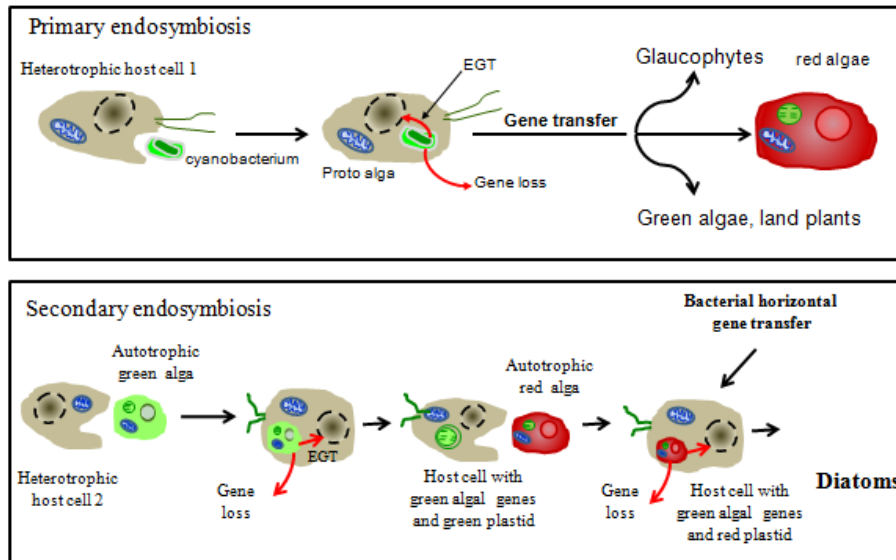 Primary endosymbiosis
Heterotrophic host cell 1
cyanobacterium
EGT
Proto alga
Gene loss
Gene transfer
Glaucophytes
red algae
Green algae, land plants
Secondary endosymbiosis
Bacterial horizontal
gene transfer
Autotrophic
green alga
Autotrophic
red alga
EGT
Heterotrophic
host cell 2
Gene
loss
Host cell with
green algal genes
and green plastid
Gene
loss
Host cell with
green algal genes
and red plastid
Diatoms